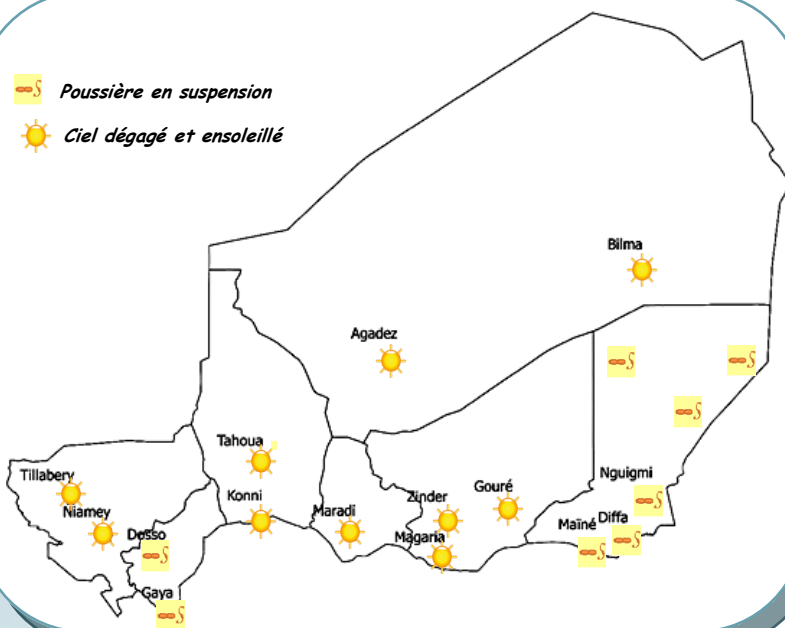 Poussière en suspension
Ciel dégagé et ensoleillé
Bilma
Agadez
Tahoua
Tillabery
Nguigmi
Gouré
Konni
Zinder
Niamey
Maradi
Maïné
Diffa
Dosso
Magaria
Gaya